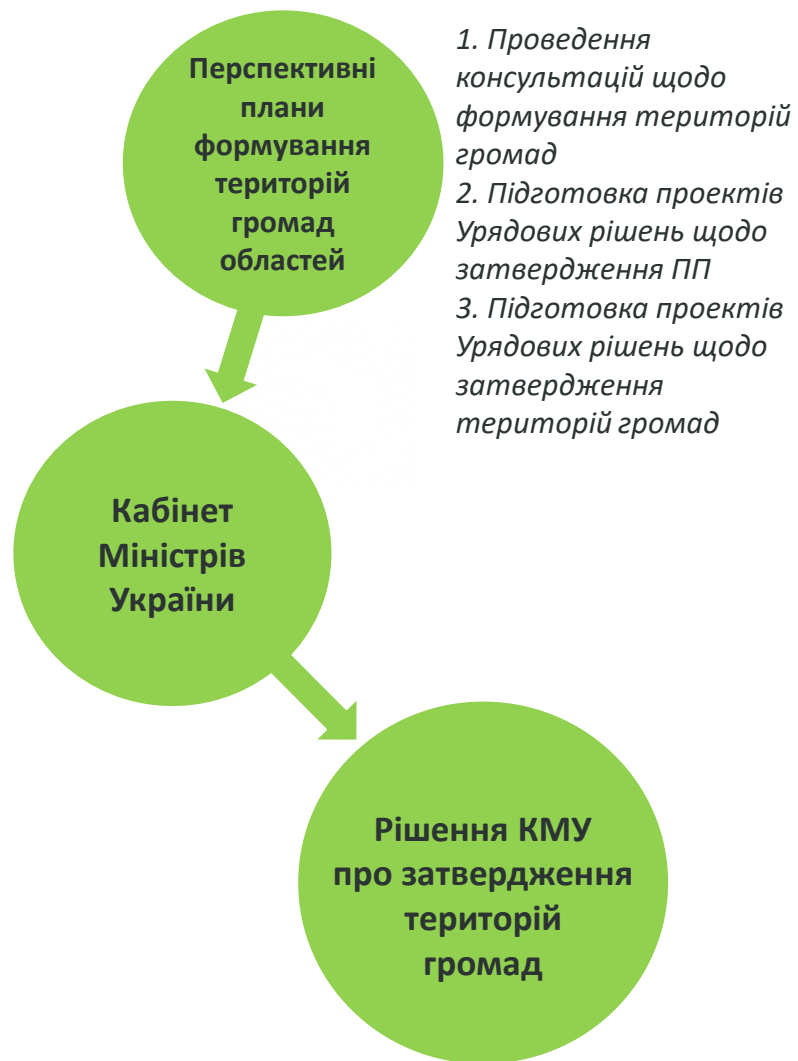 Перспективні
плани
формування
територій
громад
областей
1. Проведення
консультацій щодо
формування територій
громад
2. Підготовка проектів
Урядових рішень щодо
затвердження ПП
3. Підготовка проектів
Урядових рішень щодо
затвердження
територій громад
Кабінет
Міністрів
України
Рішення КМУ
про затвердження
територій
громад